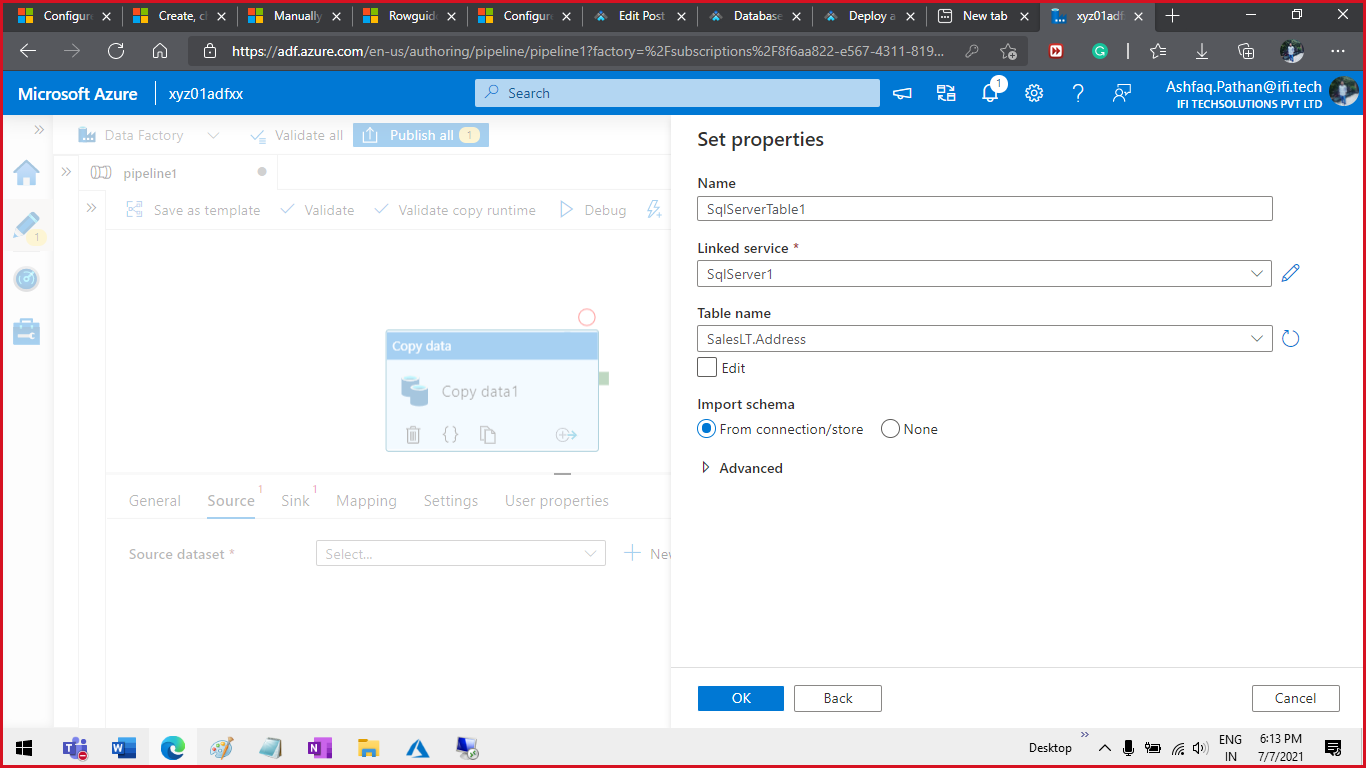 Configure
Create, cl
Manually
Rowguid
Configure
Edit Post
Database
Deploy a
New tab
xyz01adf
https://adf.azure.com/en-us/authoring/pipeline/pipeline1?factory=%2Fsubscriptions%2F8f6aa822-e567-4311-819...
Microsoft Azure
xyz01adfxx
Search
1
Ashfaq.Pathan@ifi.tech
IFI TECHSOLUTIONS PVT LTD
Data Factory
Validate all
Publish all 1
pipeline1
Save as template
Validate
Validate copy runtime
Debug
1
Copy data
Copy data1
General
Source 1
Sink 1
Mapping
Settings
User properties
Source dataset *
Select...
New
Set properties
Name
SqlServerTable1
Linked service *
SqlServer1
Table name
SalesLT.Address
Edit
Import schema
From connection/store
None
Advanced
OK
Back
Cancel
Desktop
ENG
IN
6:13 PM
7/7/2021